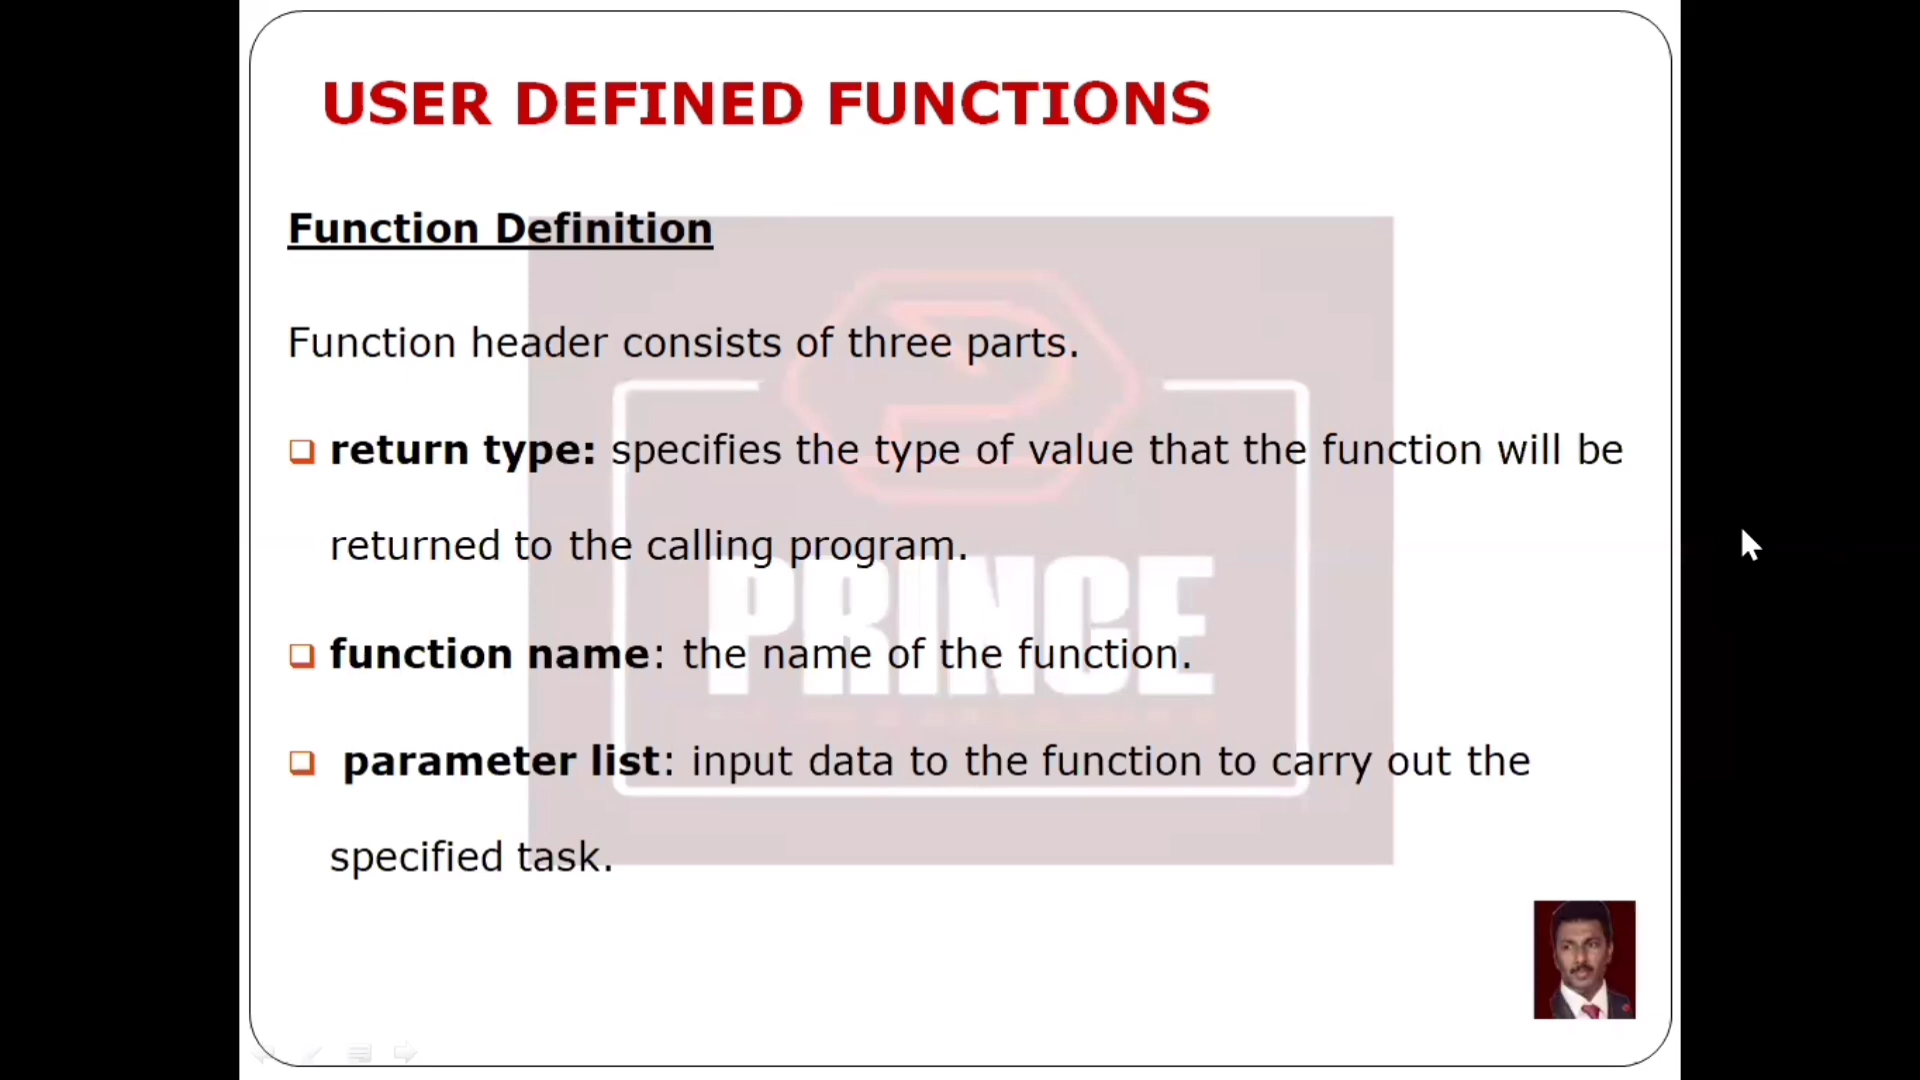 USER DEFINED FUNCTIONS
Function Definition
Function header consists of three parts.
return type: specifies the type of value that the function will be
returned to the calling program.
function name: the name of the function.
parameter list: input data to the function to carry out the
specified task.
PRINCE